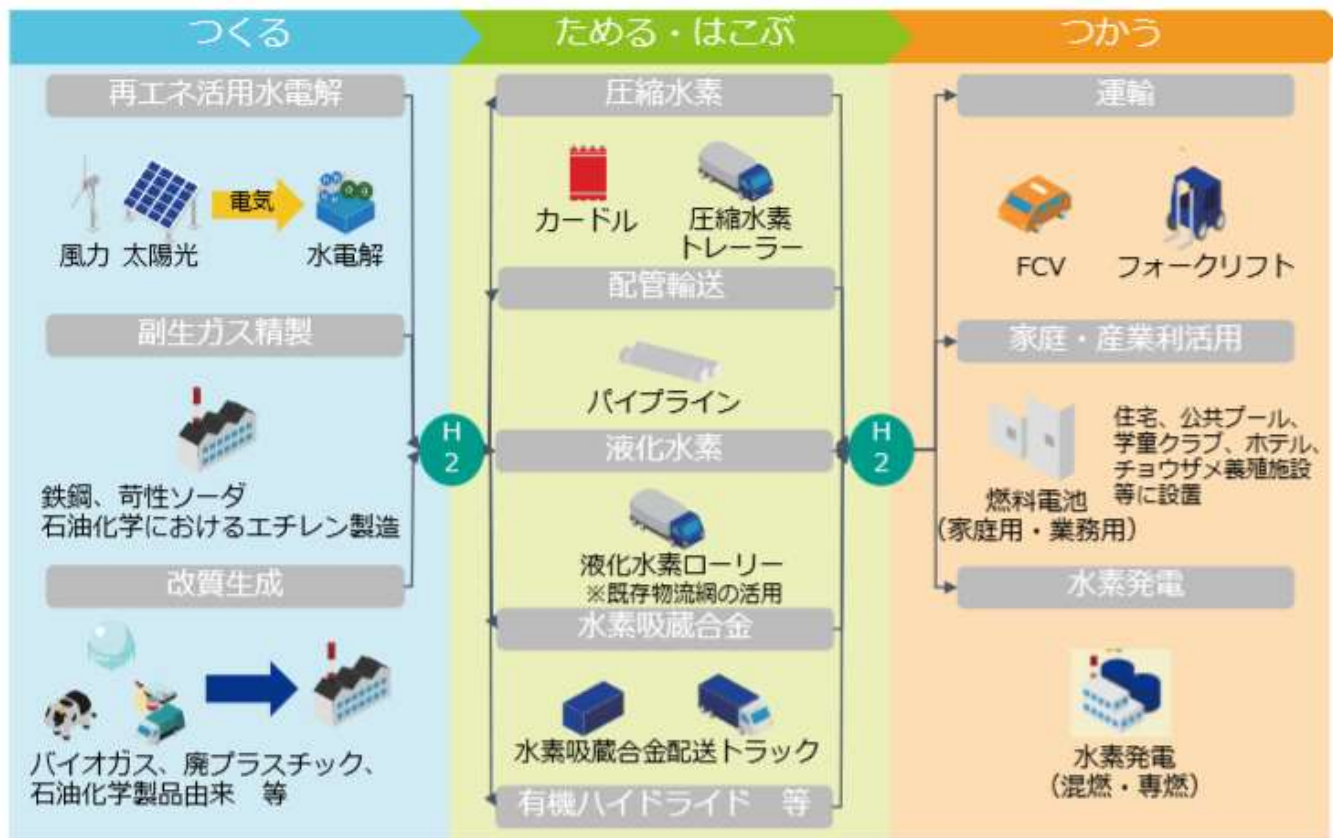 つくる
再エネ活用水電解
電気
風力 太陽光
水電解
副生ガス精製
鉄鋼、苛性ソーダ
石油化学におけるエチレン製造
改質生成
バイオガス、廃プラスチック、
石油化学製品由来　等
H
2
ためる・はこぶ
圧縮水素
カードル
圧縮水素
トレーラー
配管輸送
パイプライン
液化水素
液化水素ローリー
※既存物流網の活用
水素吸蔵合金
水素吸蔵合金配送トラック
有機ハイドライド　等
H
2
つかう
運輸
FCV
フォークリフト
家庭・産業利活用
燃料電池
（家庭用・業務用）
住宅、公共プール、
学童クラブ、ホテル、
チョウザメ養殖施設
等に設置
水素発電
水素発電
（混燃・専燃）